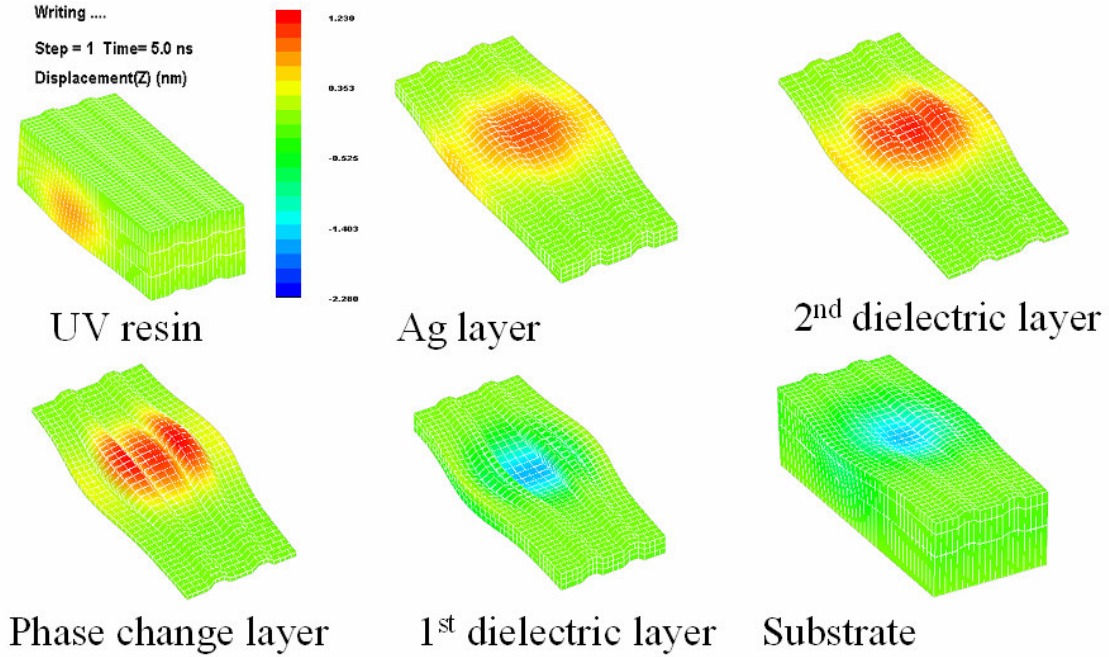 Writing ....
Step = 1 Time= 5.0 ns
Displacement(Z) (nm)
1.230
0.353
-0.525
-1.403
-2.280
UV resin
Ag layer
2nd dielectric layer
Phase change layer
1st dielectric layer
Substrate